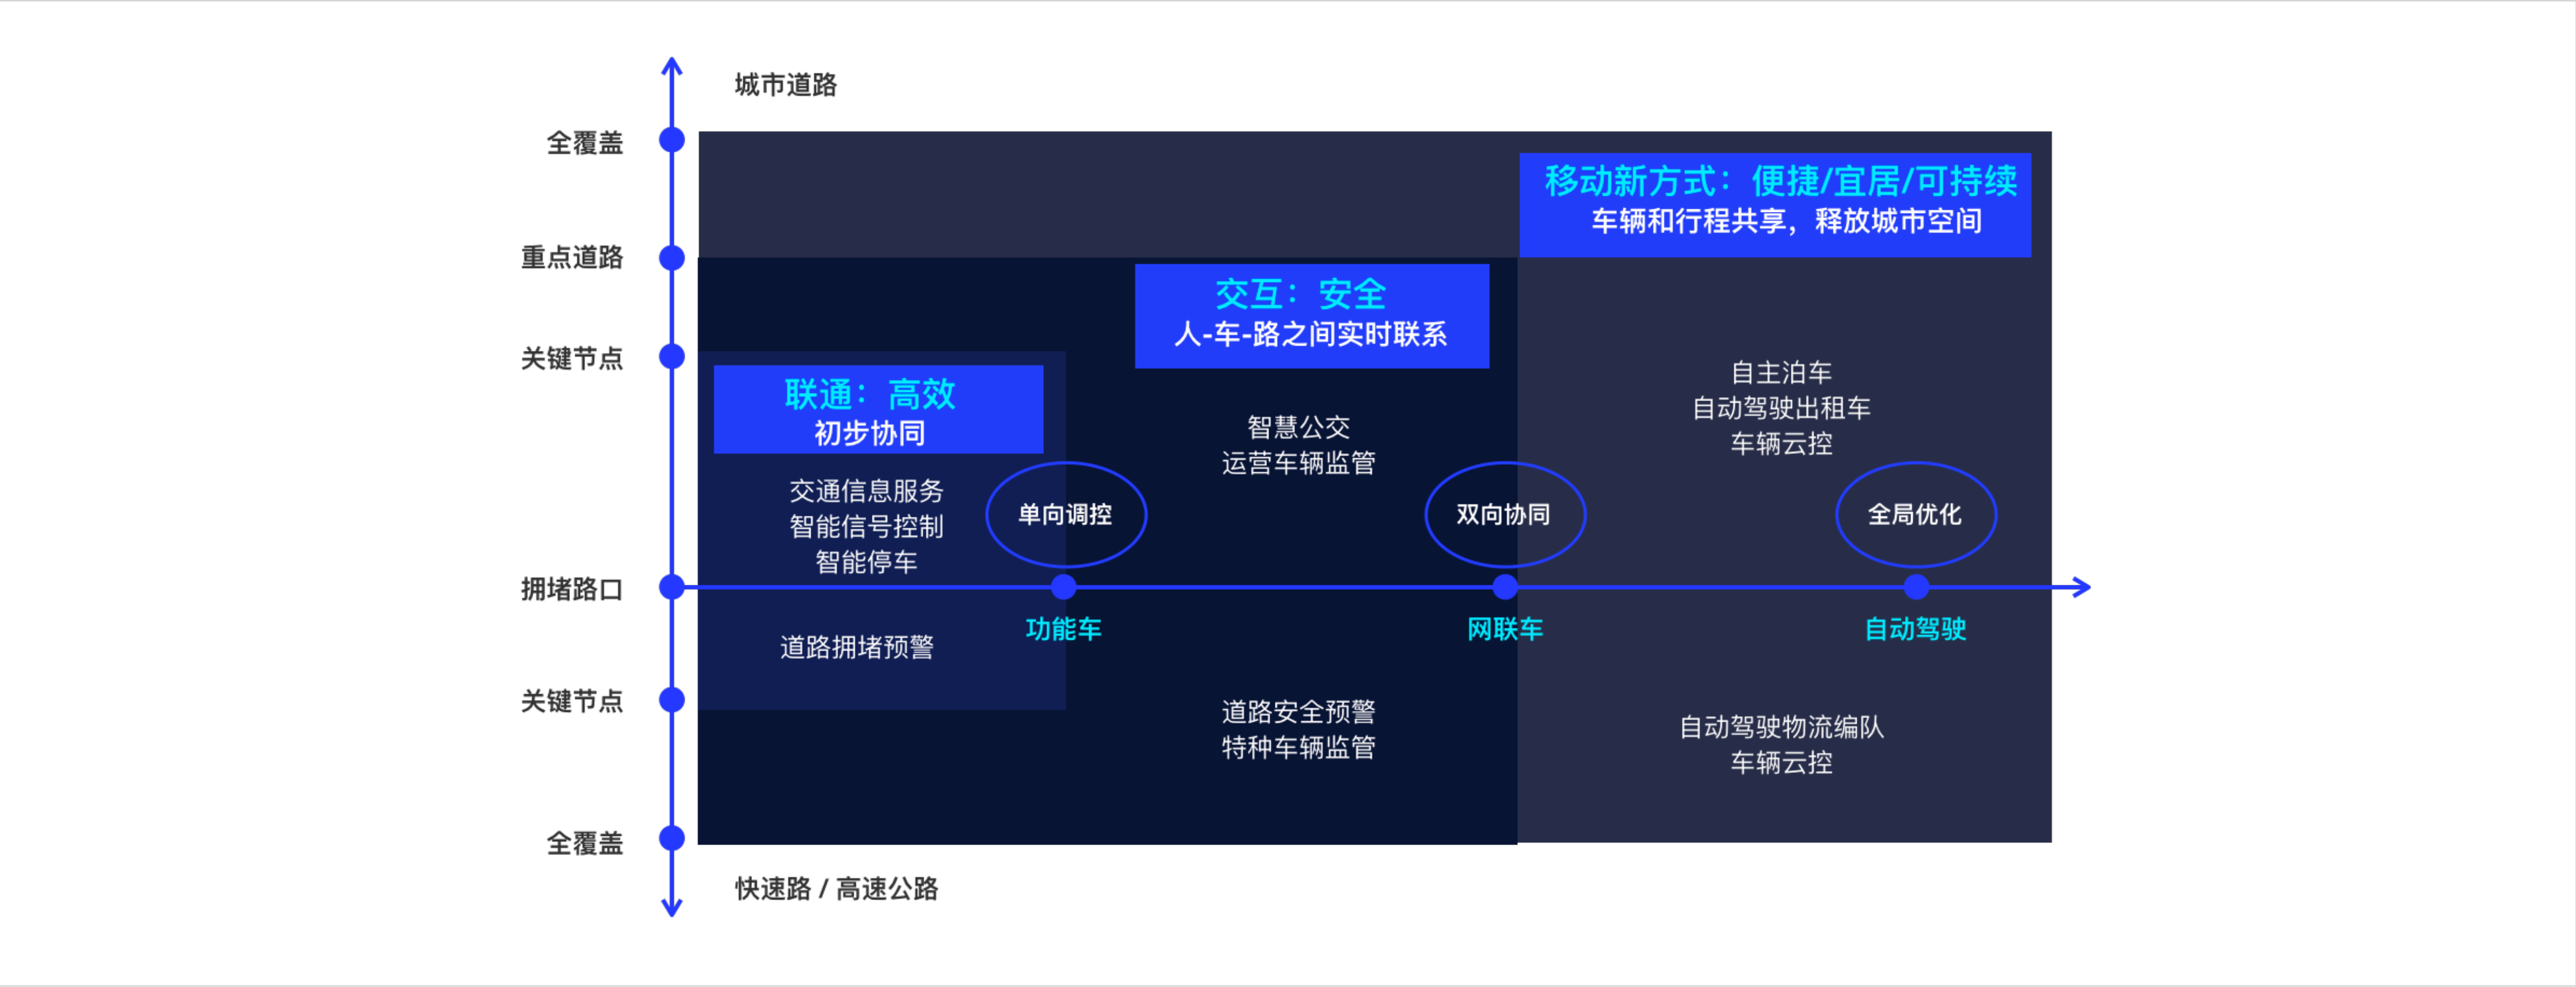 城市道路
全覆盖
移动新方式：便捷/宜居/可持续
车辆和行程共享，释放城市空间
重点道路
交互：安全
人-车-路之间实时联系
关键节点
联通：高效
初步协同
自主泊车
自动驾驶出租车
车辆云控
智慧公交
运营车辆监管
交通信息服务
智能信号控制
智能停车
单向调控
双向协同
全局优化
拥堵路口
功能车
网联车
自动驾驶
道路拥堵预警
关键节点
道路安全预警
特种车辆监管
自动驾驶物流编队
车辆云控
全覆盖
快速路 / 高速公路